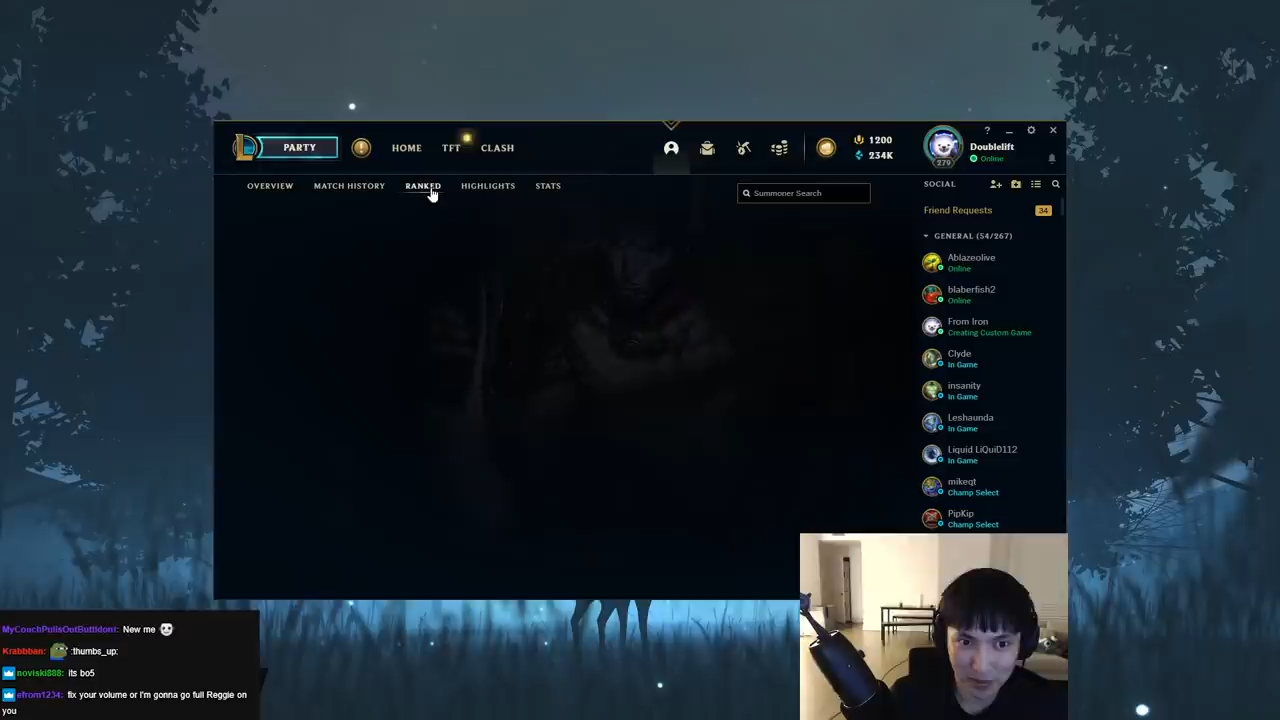 PARTY
HOME
TFT
CLASH
1200
234K
279
Doublelift
Online
?
OVERVIEW
MATCH HISTORY
RANKED
HIGHLIGHTS
STATS
Summoner Search
SOCIAL
Friend Requests
34
GENERAL (54/267)
Ablazeolive
Online
blaberfish2
Online
From Iron
Creating Custom Game
Clyde
In Game
insanity
In Game
Leshaunda
In Game
Liquid LiQuiD112
In Game
mikeqt
Champ Select
PipKip
Champ Select
MyCouchPullsOutButIdont: New me
Krabbban: :thumbs_up:
noviski888: its bo5
efrom1234: fix your volume or I'm gonna go full Reggie on
you